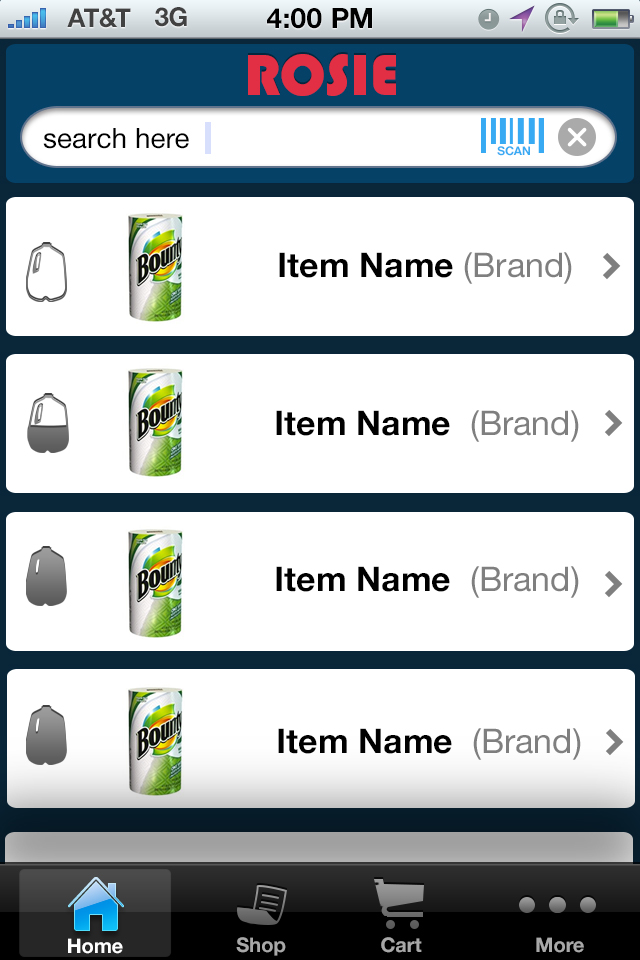 AT&T 3G 4:00 PM
ROSIE
search here
SCAN
Bounty
Item Name (Brand)
Bounty
Item Name (Brand)
Bounty
Item Name (Brand)
Bounty
Item Name (Brand)
Home Shop Cart More